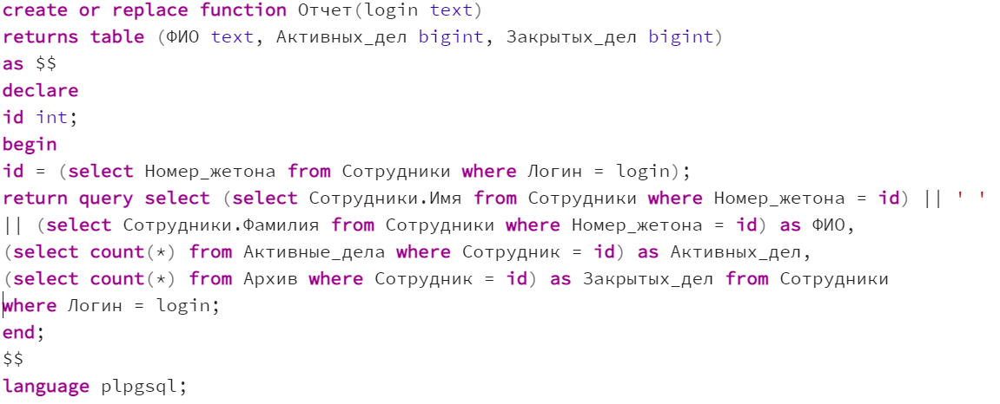 create or replace function Отчет(login text)
returns table (ФИО text, Активных_дел bigint, Закрытых_дел bigint)
as $$
declare
id int;
begin
id = (select Номер_жетона from Сотрудники where Логин = login);
return query select (select Сотрудники.Имя from Сотрудники where Номер_жетона = id) || ' '
|| (select Сотрудники.Фамилия from Сотрудники where Номер_жетона = id) as ФИО,
(select count(*) from Активные_дела where Сотрудник = id) as Активных_дел,
(select count(*) from Архив where Сотрудник = id) as Закрытых_дел from Сотрудники
where Логин = login;
end;
$$
language plpgsql;